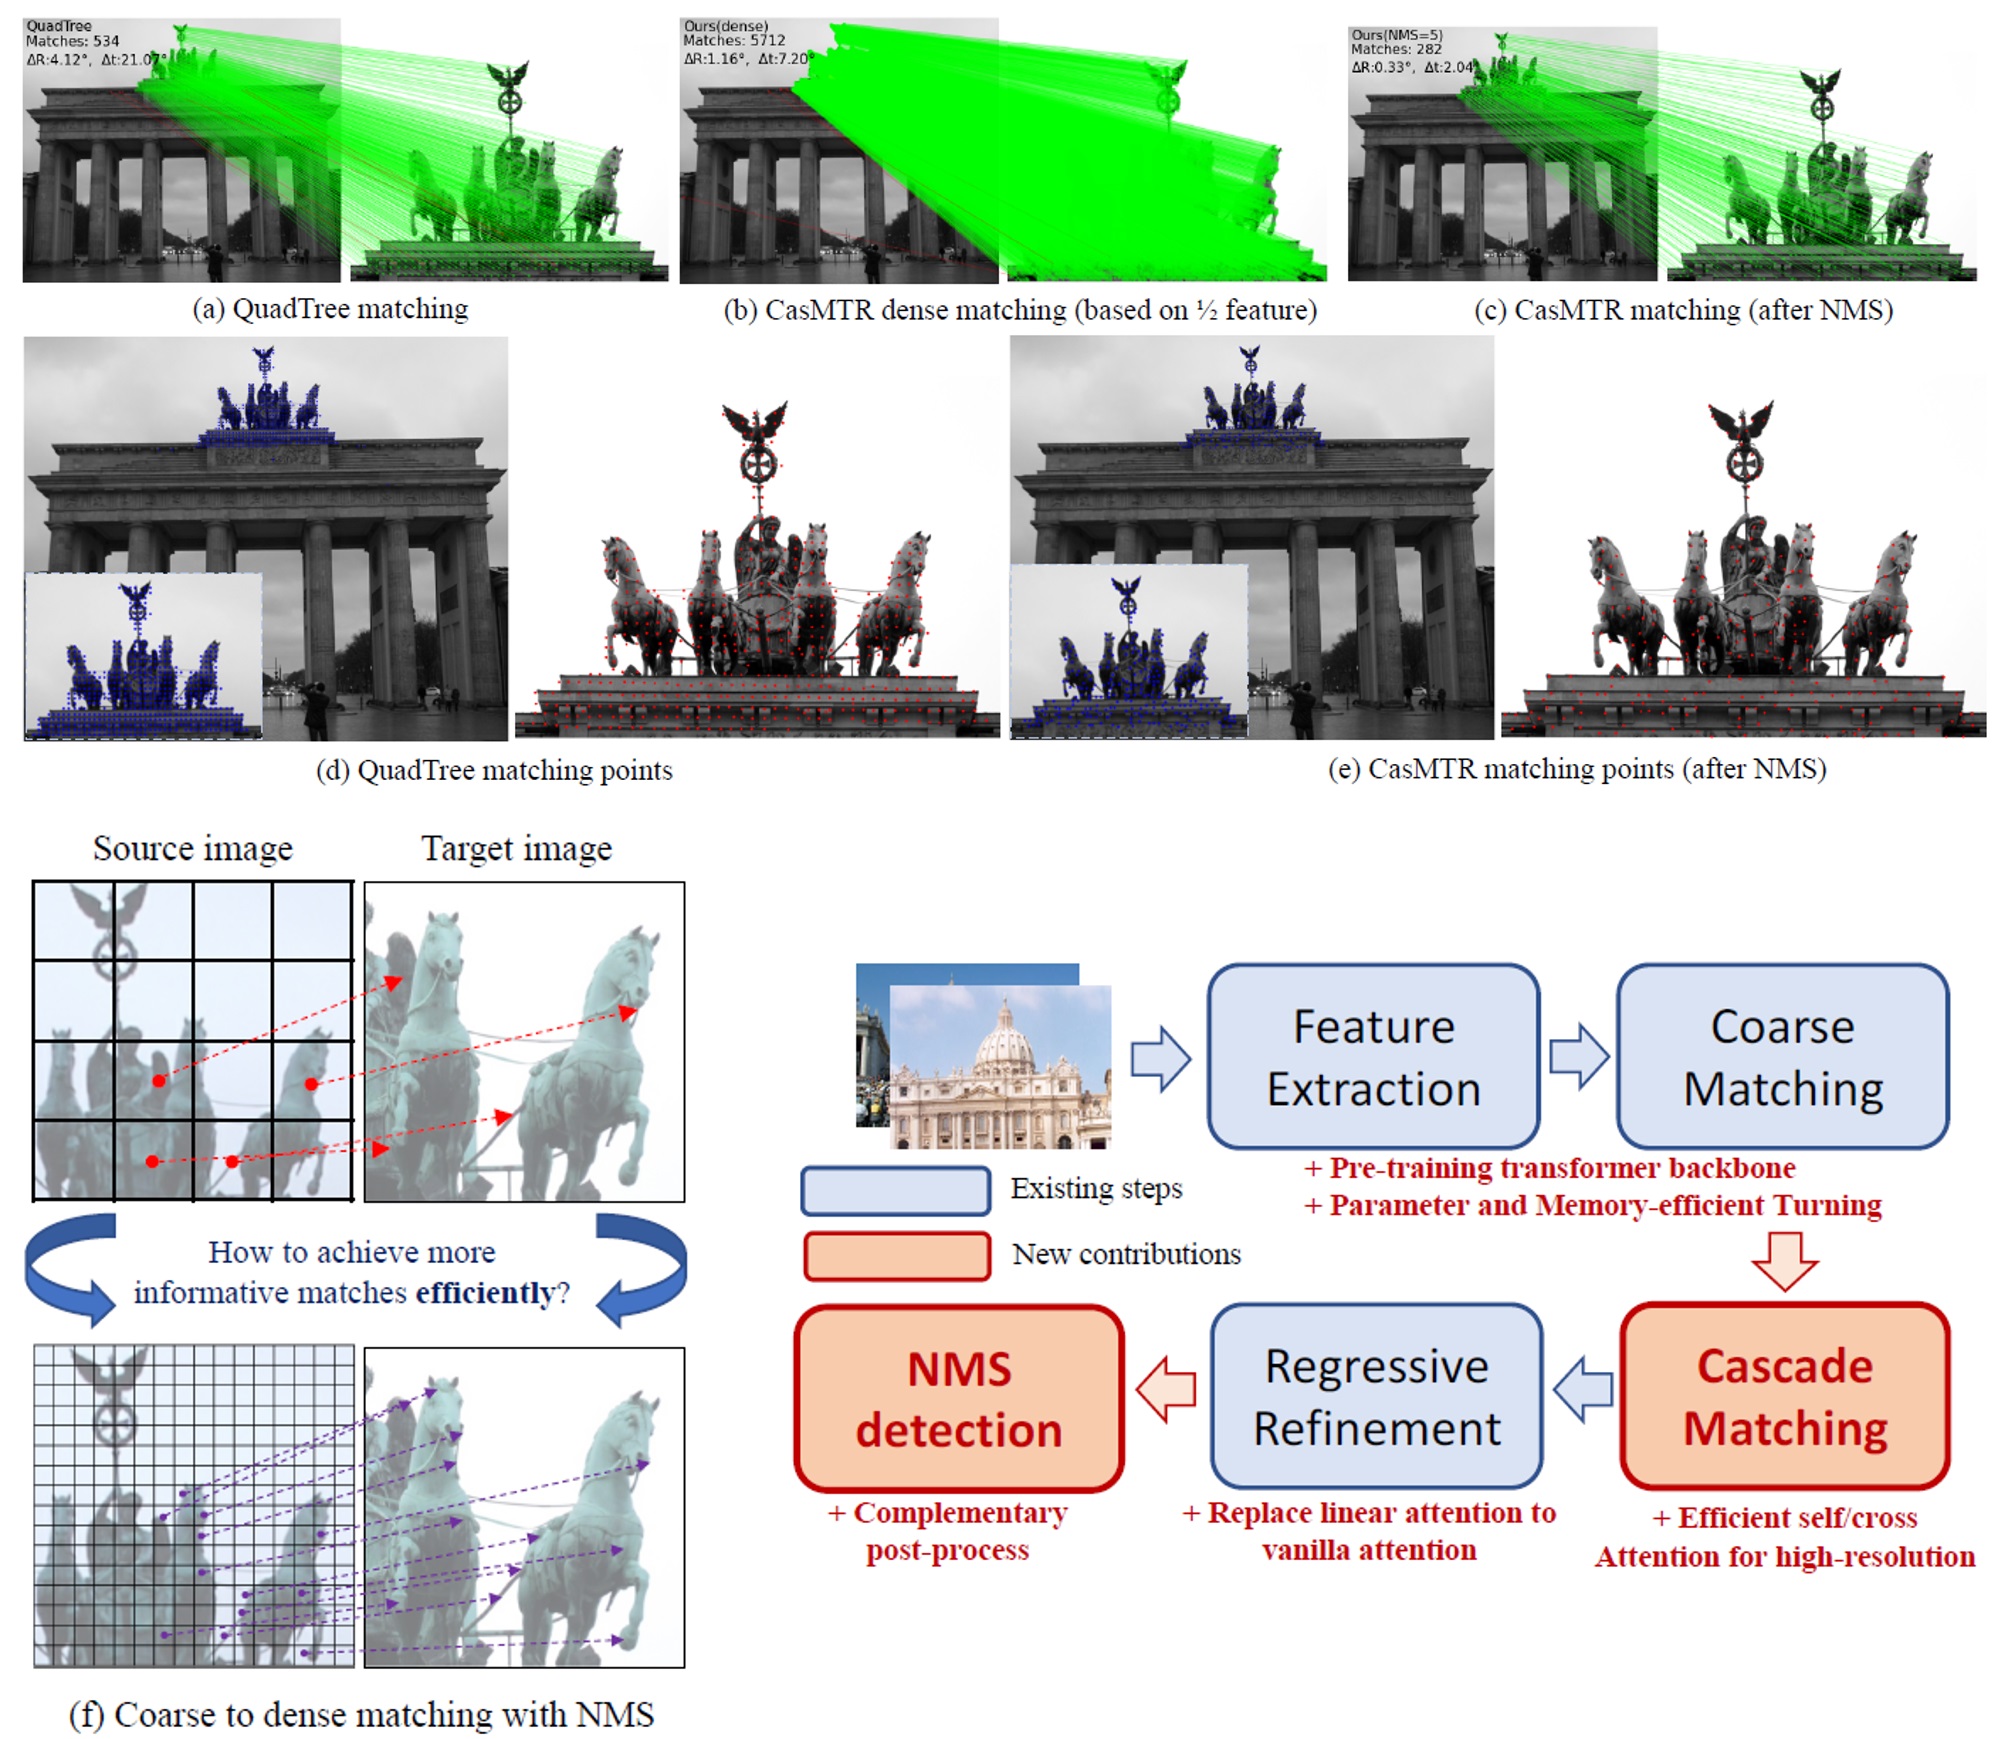 QuadTree
Matches: 534
ΔR:4.12°, Δt:21.07°
Ours(dense)
Matches: 5712
ΔR:1.16°, Δt:7.20°
Ours(NMS=5)
Matches: 282
ΔR:0.33°, Δt:2.04
(a) QuadTree matching
(b) CasMTR dense matching (based on ½ feature)
(c) CasMTR matching (after NMS)
(d) QuadTree matching points
(e) CasMTR matching points (after NMS)
Source image
Target image
How to achieve more
informative matches efficiently?
(f) Coarse to dense matching with NMS
Feature
Extraction
Coarse
Matching
+ Pre-training transformer backbone
+ Parameter and Memory-efficient Turning
Existing steps
New contributions
NMS
detection
Regressive
Refinement
Cascade
Matching
+ Complementary
post-process
+ Replace linear attention to
vanilla attention
+ Efficient self/cross
Attention for high-resolution